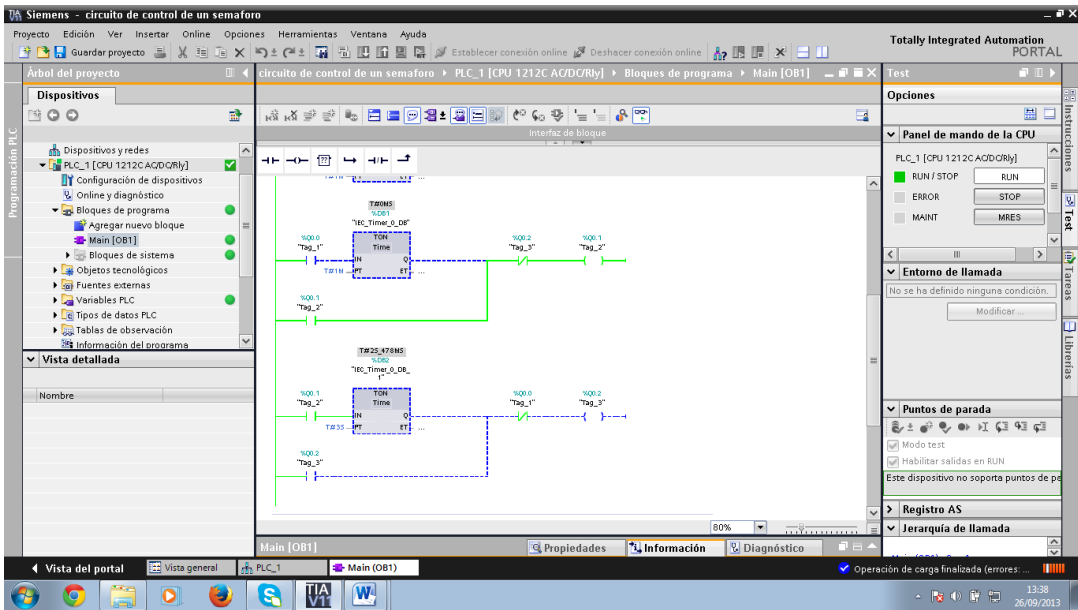 Siemens - circuito de control de un semaforo
Proyecto Edición Ver Insertar Online Opciones Herramientas Ventana Ayuda
Guardar proyecto
Establecer conexión online
Deshacer conexión online
Totally Integrated Automation
PORTAL
Árbol del proyecto
circuito de control de un semaforo PLC_1 [CPU 1212C AC/DC/Rly] Bloques de programa Main [OB1]
Test
Dispositivos
Opciones
Programación PLC
Interfaz de bloque
Dispositivos y redes
PLC_1 [CPU 1212C AC/DC/Rly]
Configuración de dispositivos
Online y diagnóstico
Bloques de programa
Agregar nuevo bloque
Main [OB1]
Bloques de sistema
Objetos tecnológicos
Fuentes externas
Variables PLC
Tipos de datos PLC
Tablas de observación
Información del programa
Vista detallada
Nombre
T#0MS
%DB1
"IEC_Timer_0_DB"
%Q0.0
"Tag_1"
TON
Time
IN Q
PT ET ...
%Q0.2
"Tag_3"
%Q0.1
"Tag_2"
%Q0.1
"Tag_2"
T#2S_478MS
%DB2
"IEC_Timer_0_DB_
1"
%Q0.1
"Tag_2"
TON
Time
IN Q
T#3S PT ET ...
%Q0.0
"Tag_1"
%Q0.2
"Tag_3"
%Q0.2
"Tag_3"
80%
Main [OB1]
Propiedades
Información
Diagnóstico
Panel de mando de la CPU
PLC_1 [CPU 1212C AC/DC/Rly]
RUN / STOP RUN
ERROR STOP
MAINT MRES
Entorno de llamada
No se ha definido ninguna condición.
Modificar ...
Puntos de parada
Modo test
Habilitar salidas en RUN
Este dispositivo no soporta puntos de pa
Registro AS
Jerarquía de llamada
Instrucciones
Test
Tareas
Librerías
Vista del portal
Vista general
PLC_1
Main (OB1)
Operación de carga finalizada (errores: ...
TIA
V11
W
13:38
26/09/2013